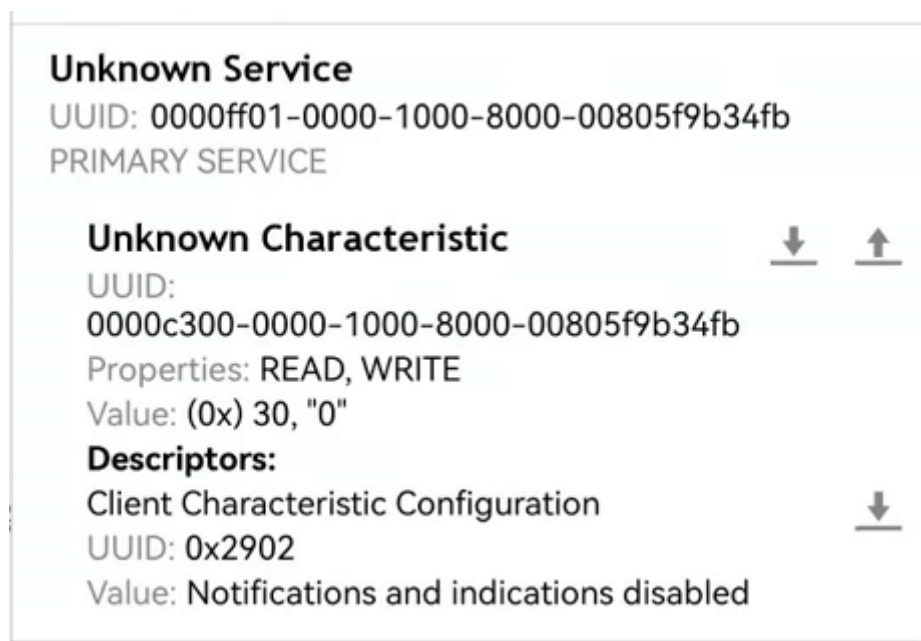 Unknown Service
UUID: 0000ff01-0000-1000-8000-00805f9b34fb
PRIMARY SERVICE
Unknown Characteristic
UUID:
0000c300-0000-1000-8000-00805f9b34fb
Properties: READ, WRITE
Value: (0x) 30, "0"
Descriptors:
Client Characteristic Configuration
UUID: 0x2902
Value: Notifications and indications disabled